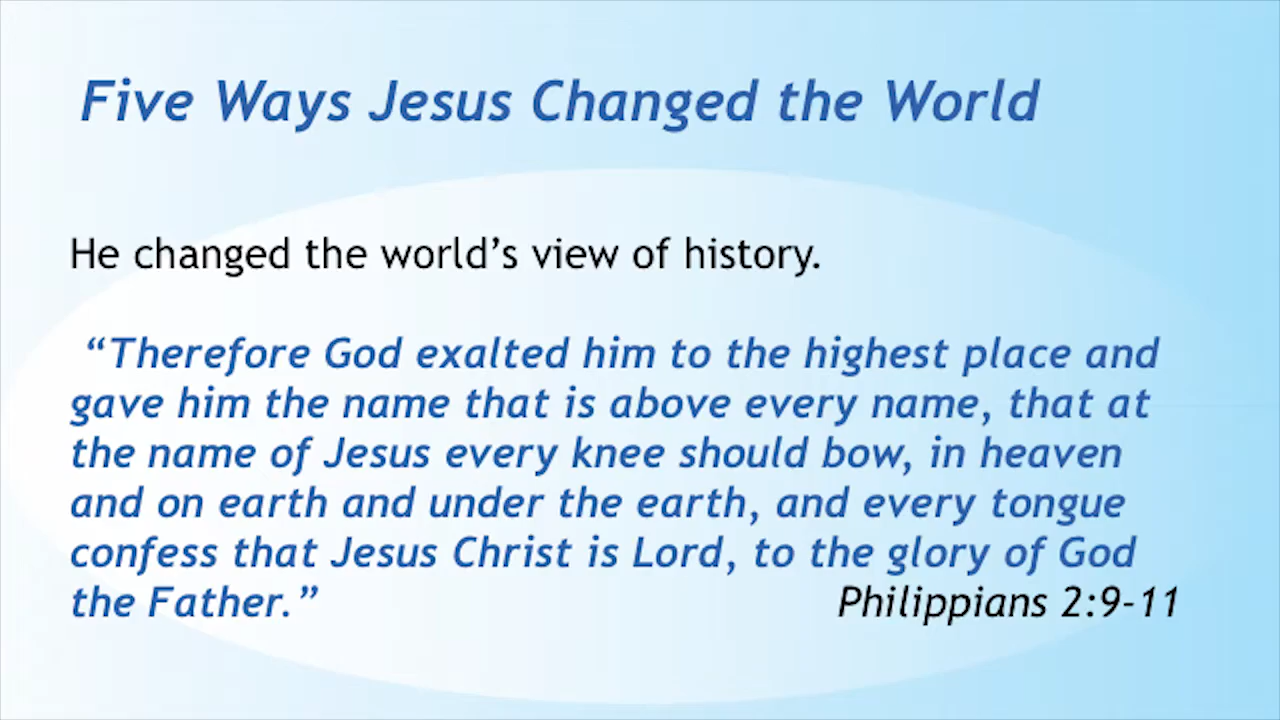 Five Ways Jesus Changed the World
He changed the world’s view of history.
“Therefore God exalted him to the highest place and
gave him the name that is above every name, that at
the name of Jesus every knee should bow, in heaven
and on earth and under the earth, and every tongue
confess that Jesus Christ is Lord, to the glory of God
the Father.” Philippians 2:9-11